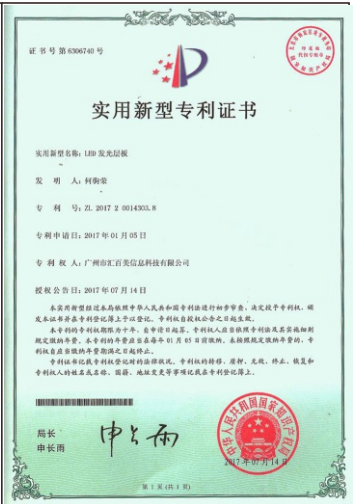 证书号第6306740号
实用新型专利证书
实用新型名称：LED发光层板
发明人：何衡荣
专利号：ZL 2017 2 0014303.8
专利申请日：2017年01月05日
专利权人：广州市汇百美信息科技有限公司
授权公告日：2017年07月14日
本实用新型经过本局依照中华人民共和国专利法进行初步审查，决定授予专利权，颁
发本证书并在专利登记簿上予以登记。专利权自授权公告之日起生效。
本专利的专利权期限为十年，自申请日起算。专利权人应当依照专利法及其实施细则
规定缴纳年费。本专利的年费应当在每年01月05日前缴纳。未按照规定缴纳年费的，专
利权自应当缴纳年费期满之日起终止。
专利证书记载专利权登记时的法律状况。专利权的转移、质押、无效、终止、恢复和
专利权人的姓名或名称、国籍、地址变更等事项记载在专利登记簿上。
局长
申长雨
申长雨
中华人民共和国国家知识产权局
2017年07月14日
第1页（共1页）